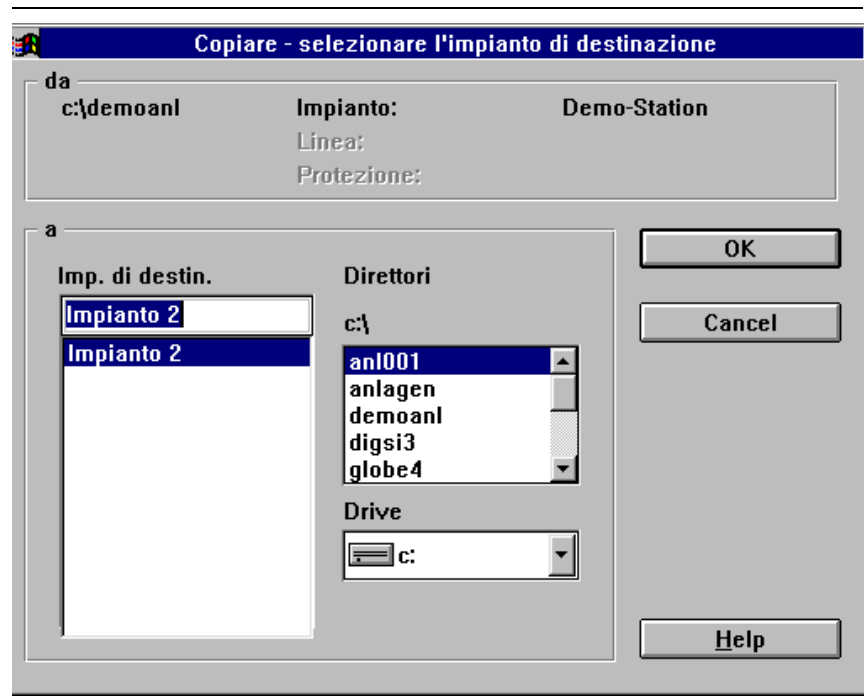 Copiare - selezionare l'impianto di destinazione
da
c:\demoanl Impianto: Demo-Station
Linea:
Protezione:
a
Imp. di destin.
Impianto 2
Impianto 2
Direttori
c:\
anl001
anlagen
demoanl
digsi3
globe4
Drive
c:
OK
Cancel
Help